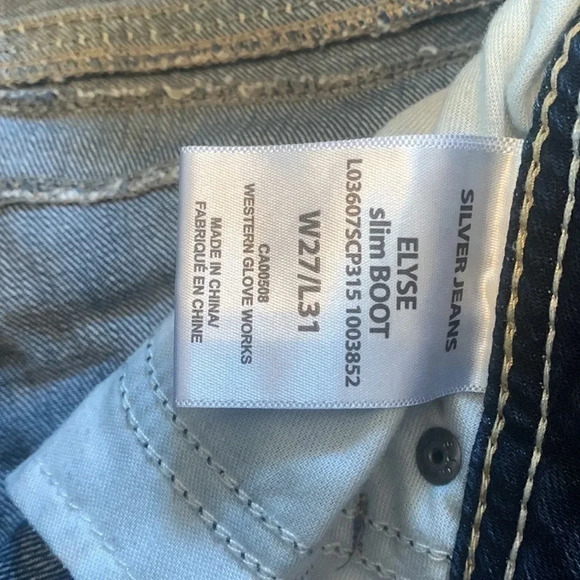 SILVER JEANS
ELYSE
slim BOOT
L03607SCP315 1003852
W27/L31
CA00508
WESTERN GLOVE WORKS
MADE IN CHINA/
FABRIQUÉ EN CHINE